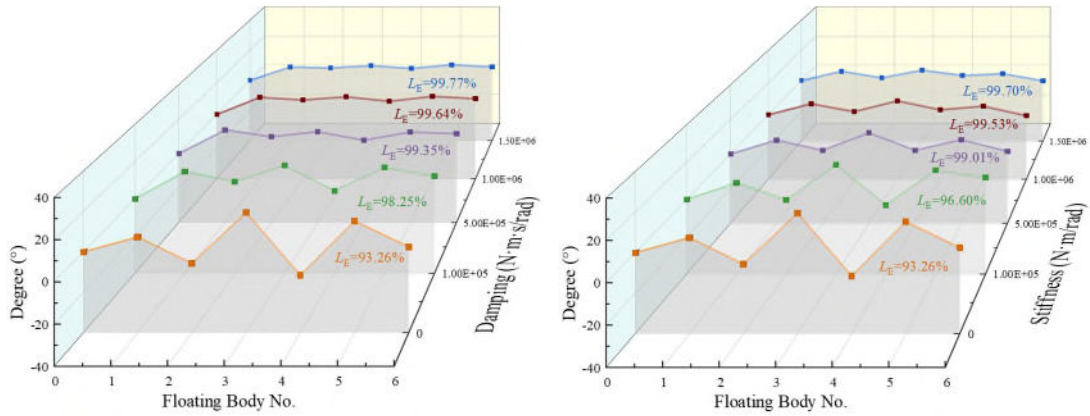 L_E=99.77%
L_E=99.64%
L_E=99.35%
L_E=98.25%
L_E=93.26%
40
20
0
-20
-40
Degree (°)
0
1
2
3
4
5
6
Floating Body No.
0
1.00E+05
5.00E+05
1.00E+06
1.50E+06
Damping (N·m·s/rad)
L_E=99.70%
L_E=99.53%
L_E=99.01%
L_E=96.60%
L_E=93.26%
40
20
0
-20
-40
Degree (°)
0
1
2
3
4
5
6
Floating Body No.
0
1.00E+05
5.00E+05
1.00E+06
1.50E+06
Stiffness (N·m/rad)